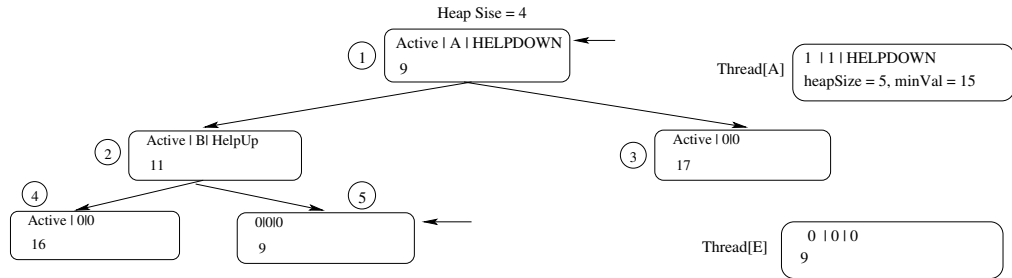 Heap Sise = 4
1
Active | A | HELPDOWN
9
Thread[A]
1 | 1 | HELPDOWN
heapSize = 5, minVal = 15
2
Active | B| HelpUp
11
3
Active | 0|0
17
4
Active | 0|0
16
5
0|0|0
9
Thread[E]
0 | 0 | 0
9